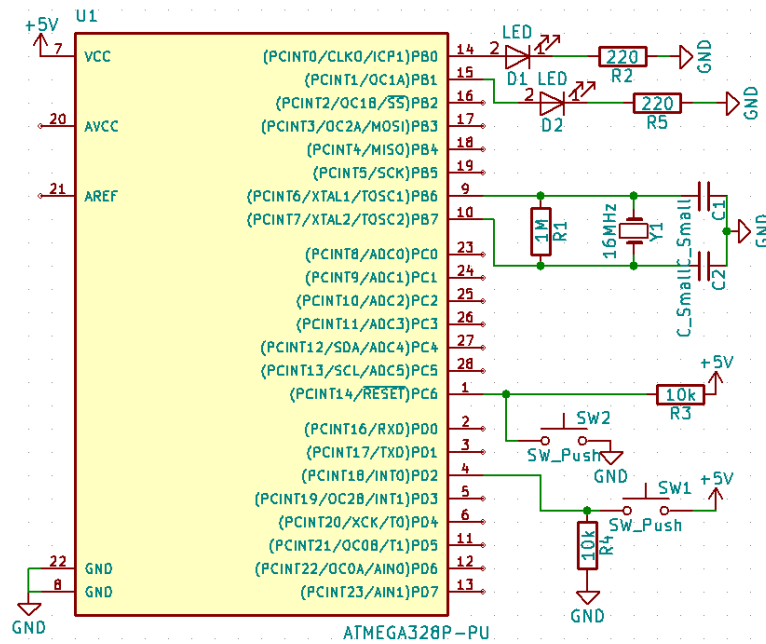 U1
+5V
7 VCC
20 AVCC
21 AREF
22 GND
8 GND
GND
(PCINT0/CLKO/ICP1)PB0 14
(PCINT1/OC1A)PB1 15
(PCINT2/OC1B/SS)PB2 16
(PCINT3/OC2A/MOSI)PB3 17
(PCINT4/MISO)PB4 18
(PCINT5/SCK)PB5 19
(PCINT6/XTAL1/TOSC1)PB6 9
(PCINT7/XTAL2/TOSC2)PB7 10
(PCINT8/ADC0)PC0 23
(PCINT9/ADC1)PC1 24
(PCINT10/ADC2)PC2 25
(PCINT11/ADC3)PC3 26
(PCINT12/SDA/ADC4)PC4 27
(PCINT13/SCL/ADC5)PC5 28
(PCINT14/RESET)PC6 1
(PCINT16/RXD)PD0 2
(PCINT17/TXD)PD1 3
(PCINT18/INT0)PD2 4
(PCINT19/OC2B/INT1)PD3 5
(PCINT20/XCK/T0)PD4 6
(PCINT21/OC0B/T1)PD5 11
(PCINT22/OC0A/AIN0)PD6 12
(PCINT23/AIN1)PD7 13
ATMEGA328P-PU
LED
2 1
D1
220
R2
GND
LED
2 1
D2
220
R5
GND
1M
R1
16MHz
Y1
C_Small
C1
C_Small
C2
GND
+5V
10k
R3
SW2
SW_Push
GND
SW1
SW_Push
+5V
10k
R4
GND